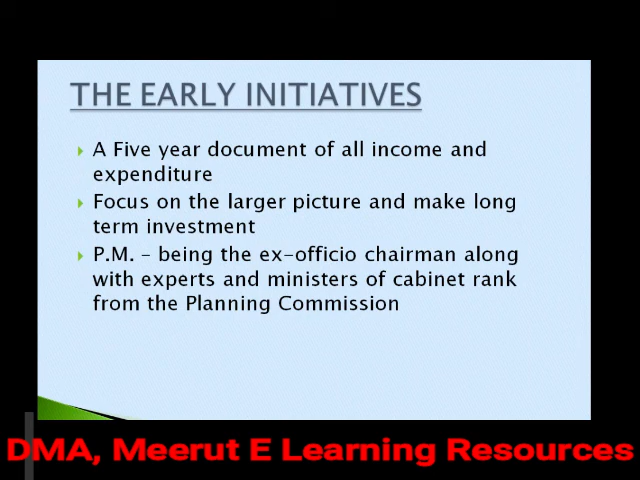 THE EARLY INITIATIVES
A Five year document of all income and
expenditure
Focus on the larger picture and make long
term investment
P.M. – being the ex-officio chairman along
with experts and ministers of cabinet rank
from the Planning Commission
DMA, Meerut E Learning Resources